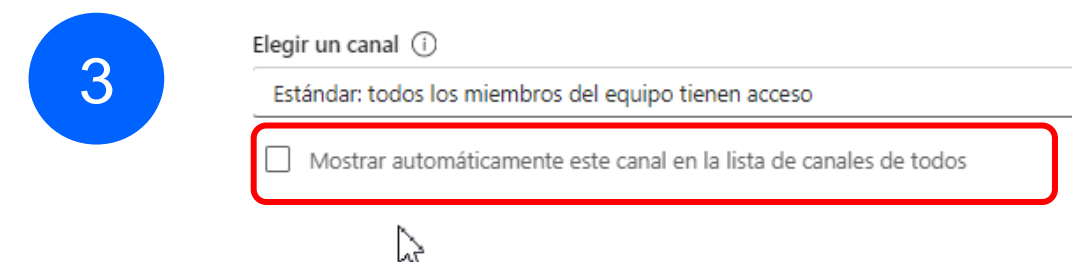 3
Elegir un canal
Estándar: todos los miembros del equipo tienen acceso
Mostrar automáticamente este canal en la lista de canales de todos